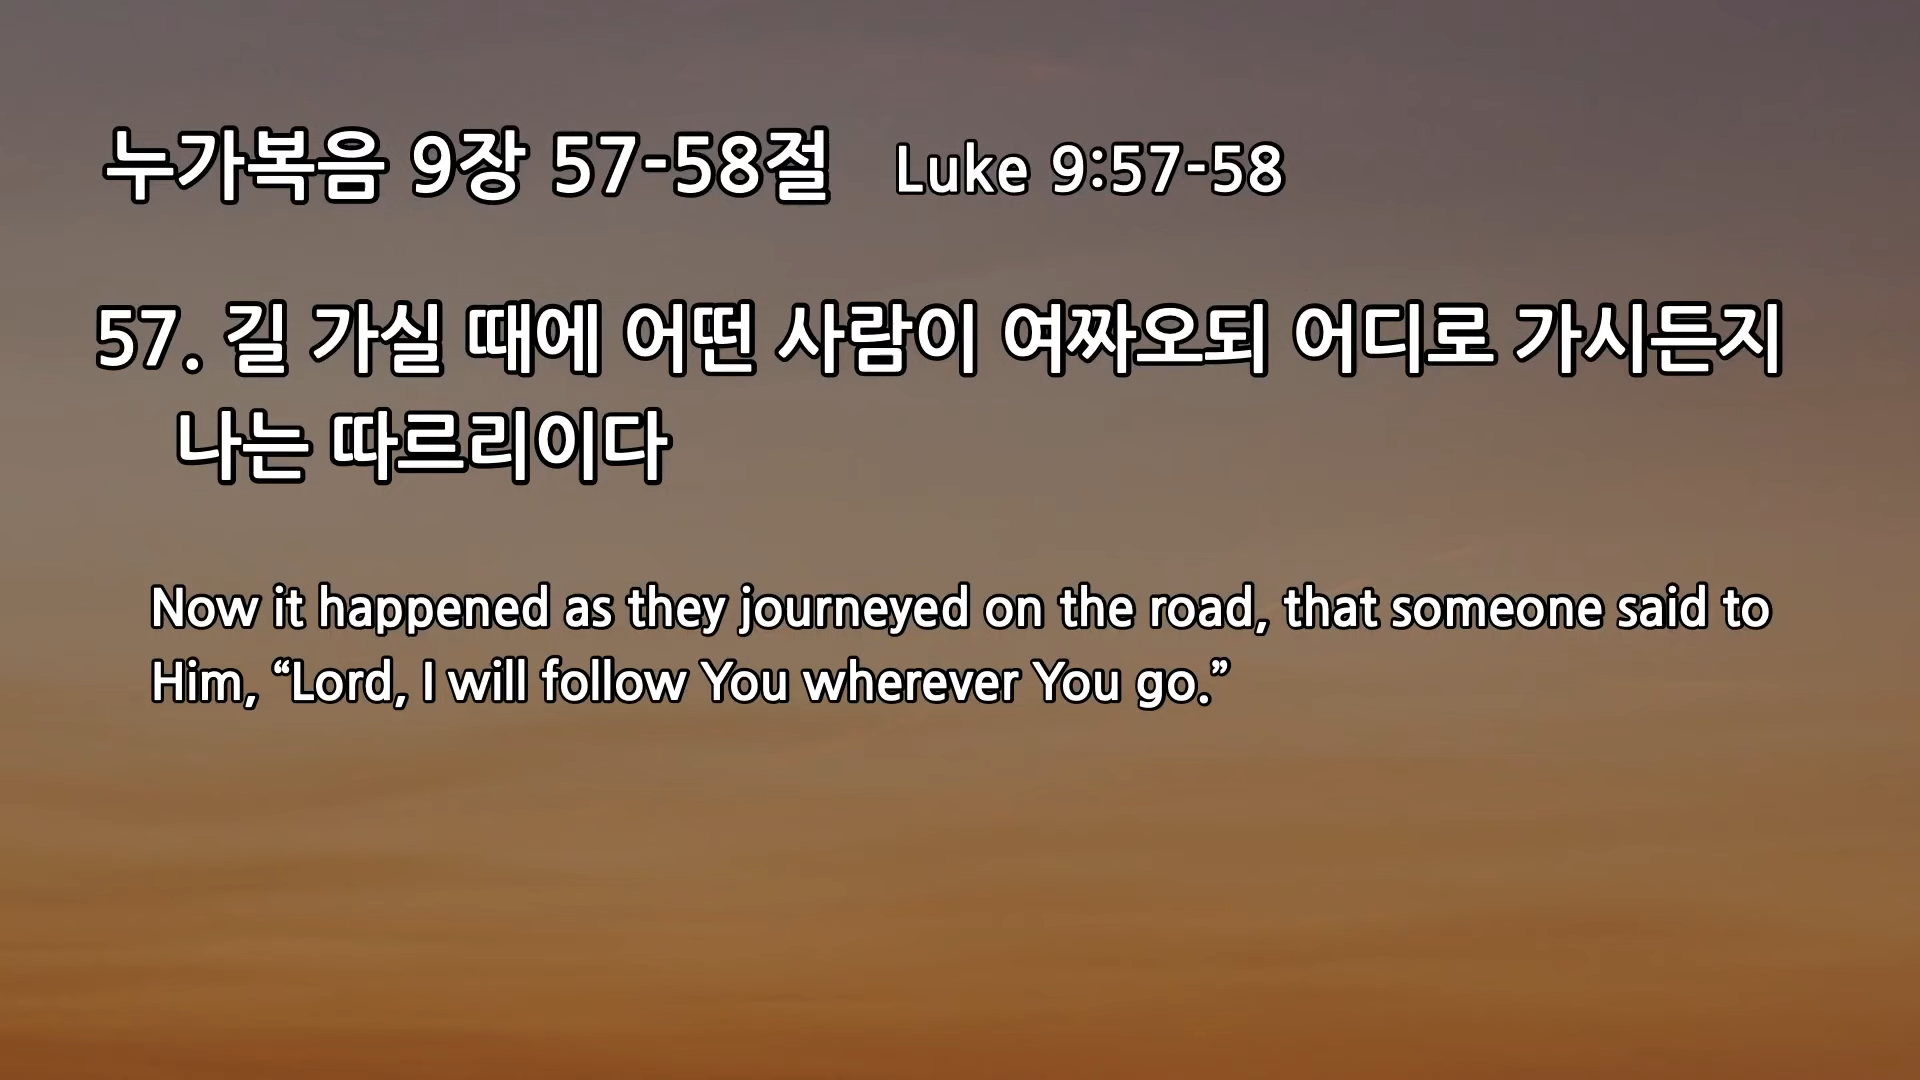 누가복음 9장 57-58절 Luke 9:57-58
57. 길 가실 때에 어떤 사람이 여짜오되 어디로 가시든지
나는 따르리이다
Now it happened as they journeyed on the road, that someone said to
Him, “Lord, I will follow You wherever You go.”